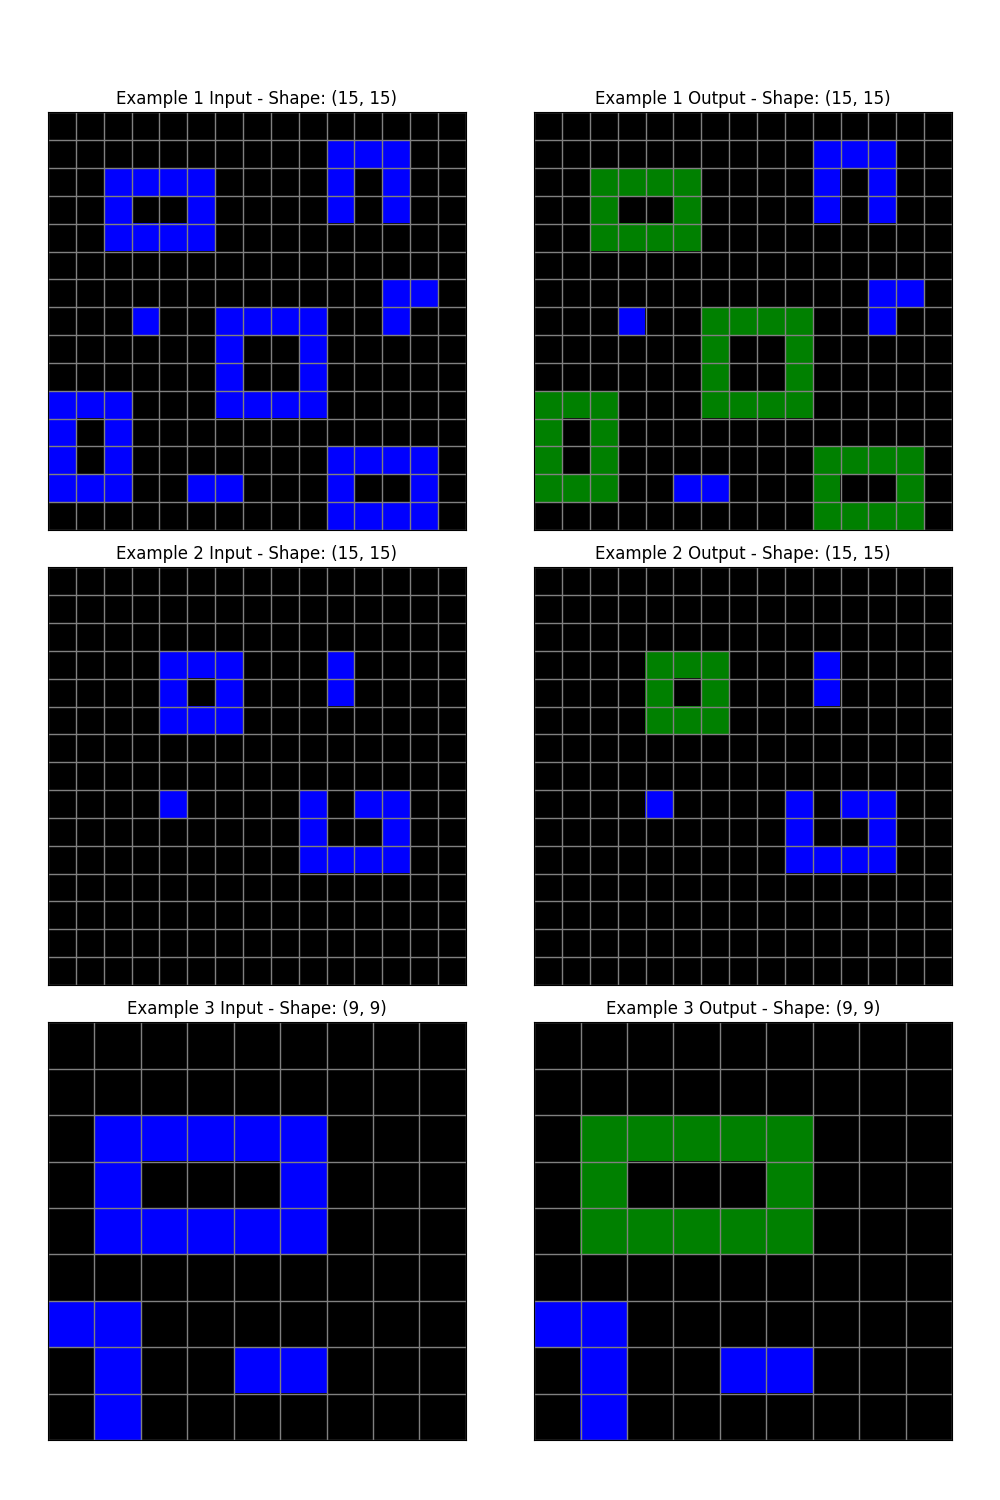 Example 1 Input - Shape: (15, 15)
Example 1 Output - Shape: (15, 15)
Example 2 Input - Shape: (15, 15)
Example 2 Output - Shape: (15, 15)
Example 3 Input - Shape: (9, 9)
Example 3 Output - Shape: (9, 9)